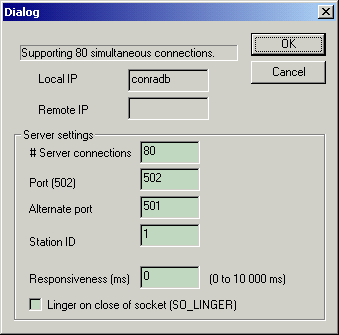 Dialog
Supporting 80 simultaneous connections.
OK
Local IP conradb
Cancel
Remote IP
Server settings
# Server connections 80
Port (502) 502
Alternate port 501
Station ID 1
Responsiveness (ms) 0 (0 to 10 000 ms)
Linger on close of socket (SO_LINGER)